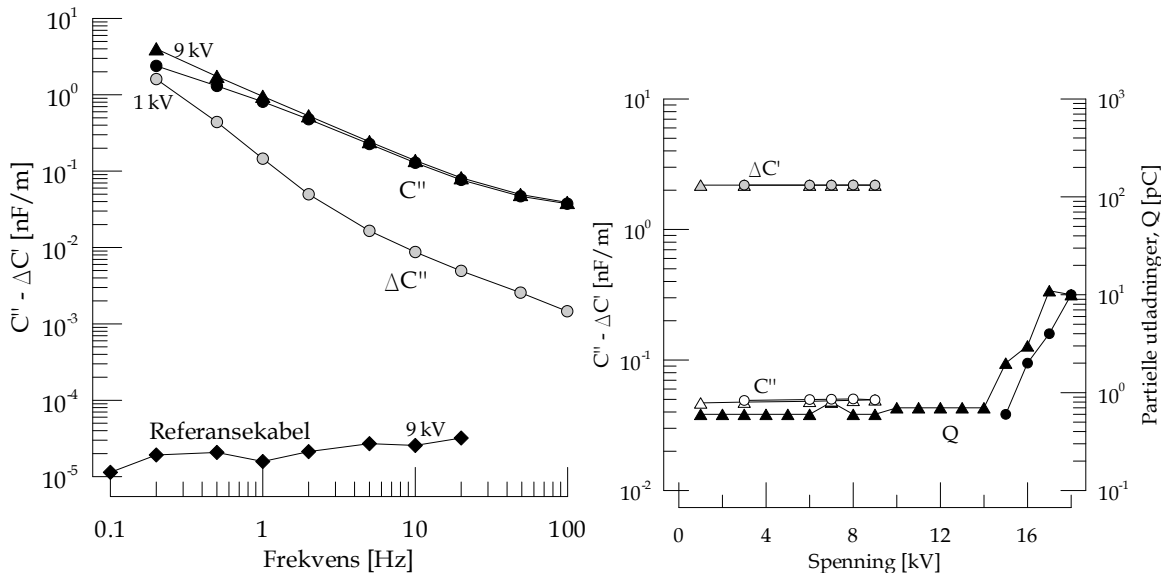 10¹
10⁰
10⁻¹
10⁻²
10⁻³
10⁻⁴
10⁻⁵
C'' - ΔC' [nF/m]
9 kV
1 kV
C''
ΔC''
Referansekabel
9 kV
0.1
1
10
100
Frekvens [Hz]
10¹
10⁰
10⁻¹
10⁻²
C'' - ΔC' [nF/m]
ΔC'
C''
Q
10³
10²
10¹
10⁰
10⁻¹
Partielle utladninger, Q [pC]
0
4
8
12
16
Spenning [kV]